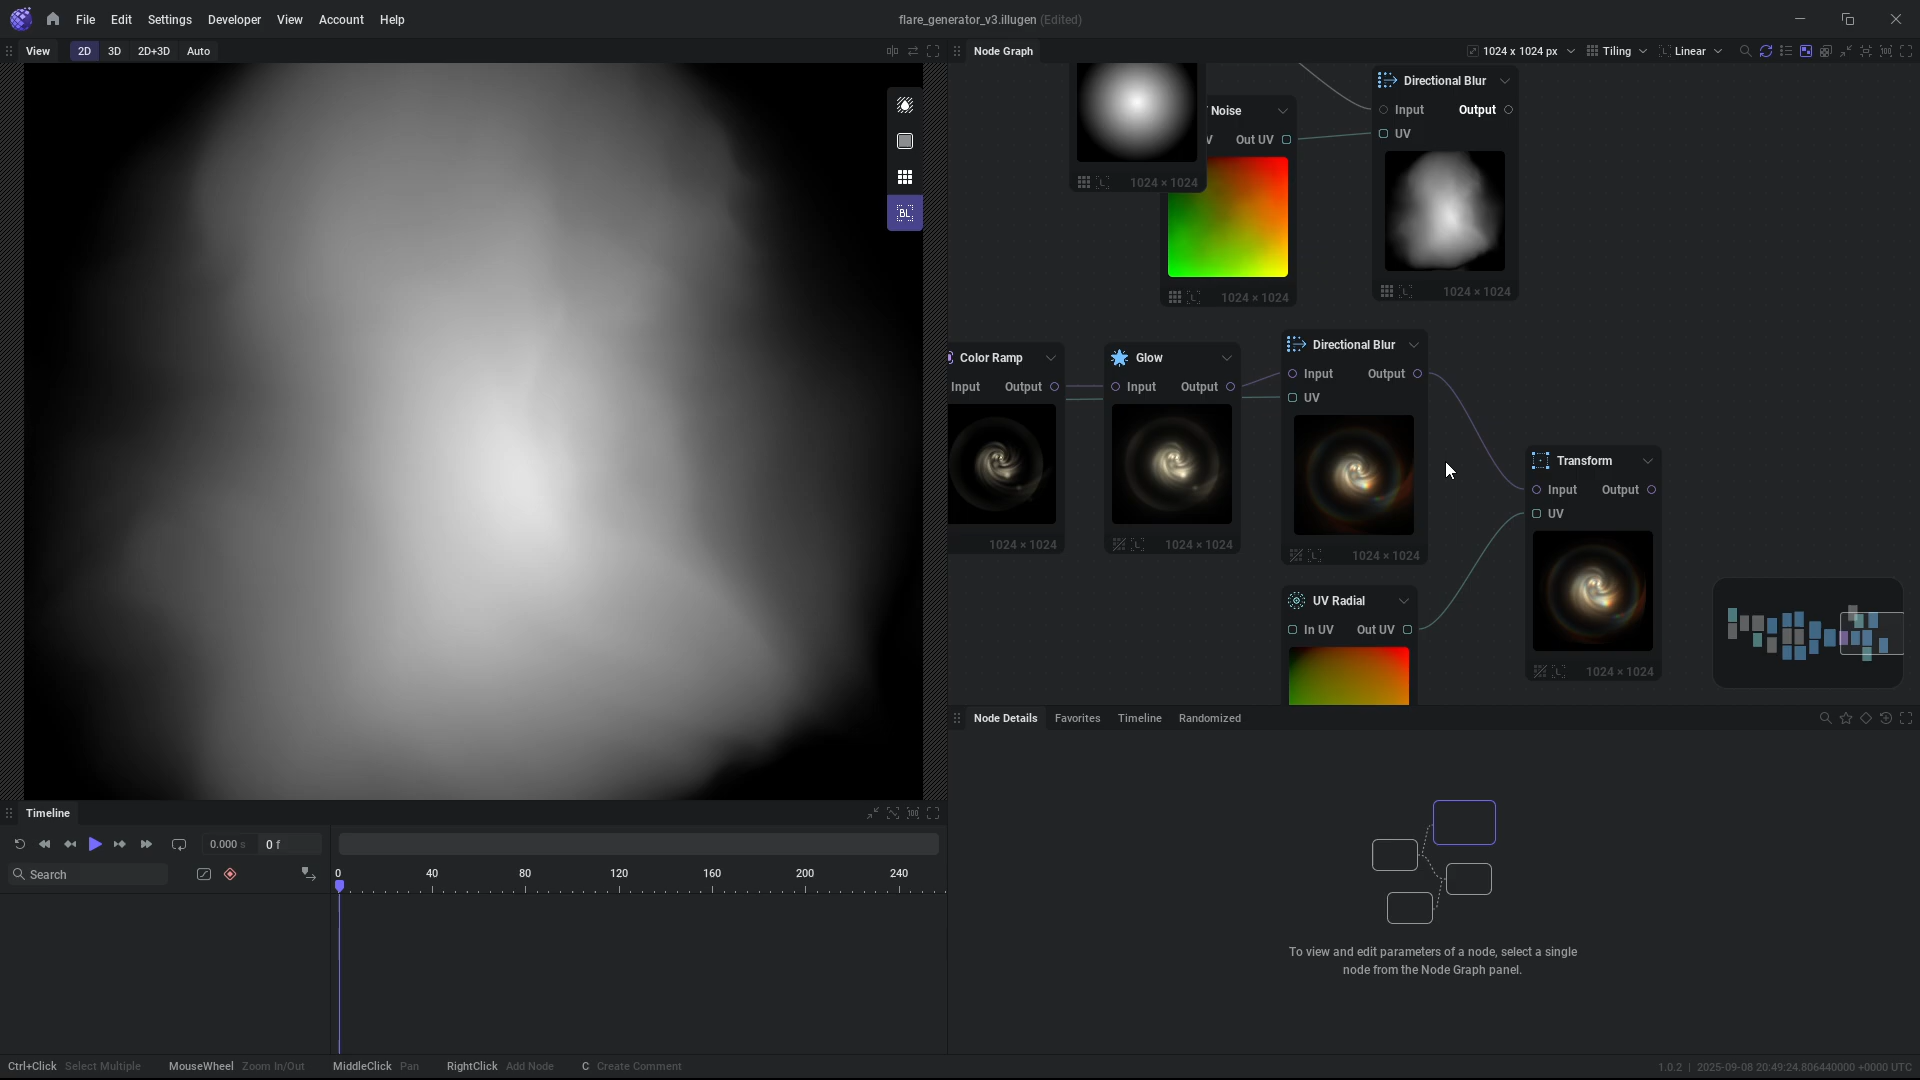 File Edit Settings Developer View Account Help
flare_generator_v3.illugen (Edited)
View 2D 3D 2D+3D Auto
BL
Node Graph
1024 x 1024 px Tiling Linear
1024 × 1024
Noise
Out UV
1024 × 1024
Directional Blur
Input Output
UV
1024 × 1024
Color Ramp
Input Output
1024 × 1024
Glow
Input Output
1024 × 1024
Directional Blur
Input Output
UV
1024 × 1024
Transform
Input Output
UV
1024 × 1024
UV Radial
In UV Out UV
Node Details Favorites Timeline Randomized
To view and edit parameters of a node, select a single
node from the Node Graph panel.
Timeline
0.000 s 0 f
Search
0 40 80 120 160 200 240
Ctrl+Click Select Multiple MouseWheel Zoom In/Out MiddleClick Pan RightClick Add Node C Create Comment
1.0.2 | 2025-09-08 20:49:24.806440000 +0000 UTC